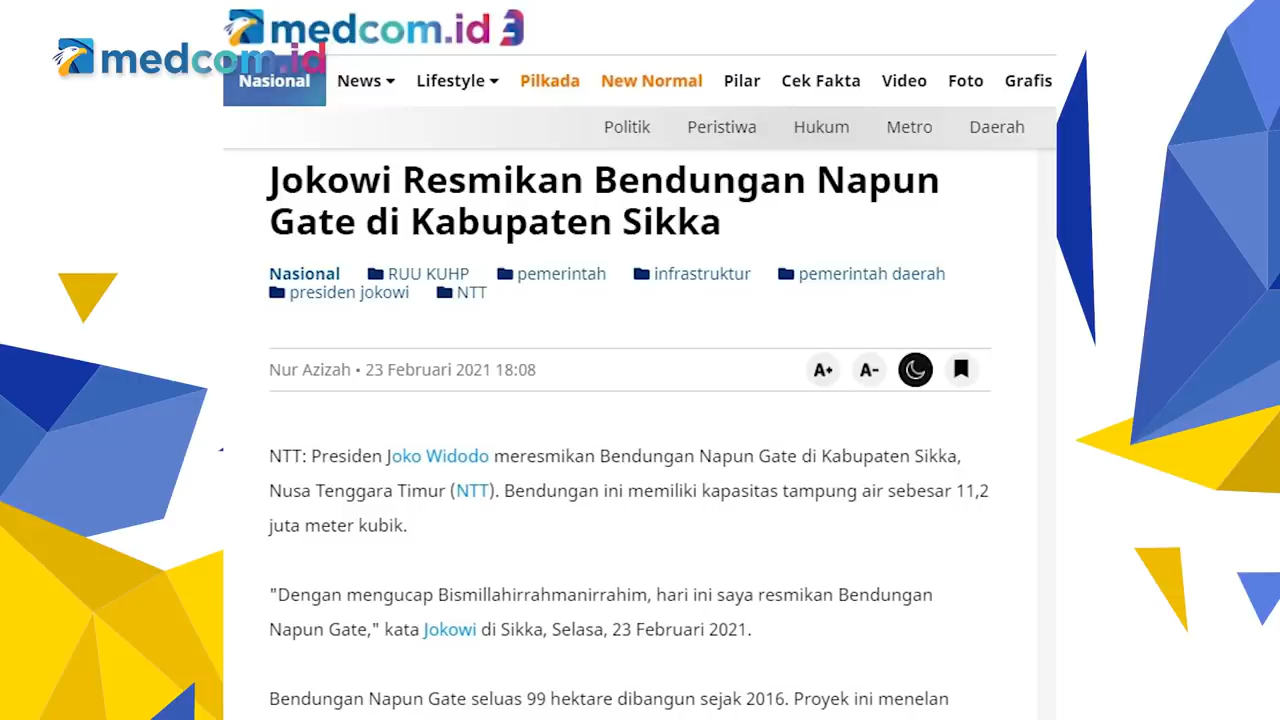 medcom.id
medcom.id
Nasional News Lifestyle Pilkada New Normal Pilar Cek Fakta Video Foto Grafis
Politik Peristiwa Hukum Metro Daerah
Jokowi Resmikan Bendungan Napun
Gate di Kabupaten Sikka
Nasional RUU KUHP pemerintah infrastruktur pemerintah daerah
presiden jokowi NTT
Nur Azizah • 23 Februari 2021 18:08
A+ A-
NTT: Presiden Joko Widodo meresmikan Bendungan Napun Gate di Kabupaten Sikka,
Nusa Tenggara Timur (NTT). Bendungan ini memiliki kapasitas tampung air sebesar 11,2
juta meter kubik.
"Dengan mengucap Bismillahirrahmanirrahim, hari ini saya resmikan Bendungan
Napun Gate," kata Jokowi di Sikka, Selasa, 23 Februari 2021.
Bendungan Napun Gate seluas 99 hektare dibangun sejak 2016. Proyek ini menelan